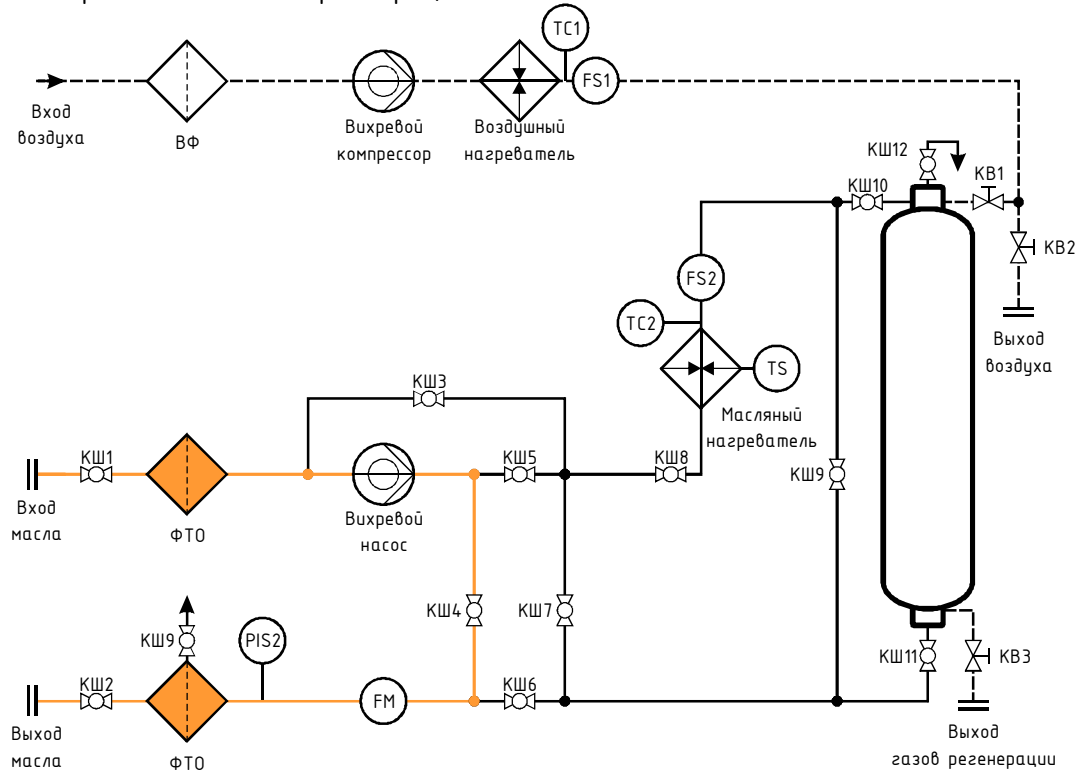 TC1
FS1
Вход
воздуха
ВФ
Вихревой
компрессор
Воздушный
нагреватель
КШ12
КШ10
КВ1
КВ2
Выход
воздуха
FS2
TC2
TS
Масляный
нагреватель
КШ3
КШ1
КШ5
КШ8
КШ9
Вход
масла
ФТО
Вихревой
насос
КШ4
КШ7
КШ9
PIS2
КШ11
КВ3
КШ2
FM
КШ6
Выход
масла
ФТО
Выход
газов регенерации